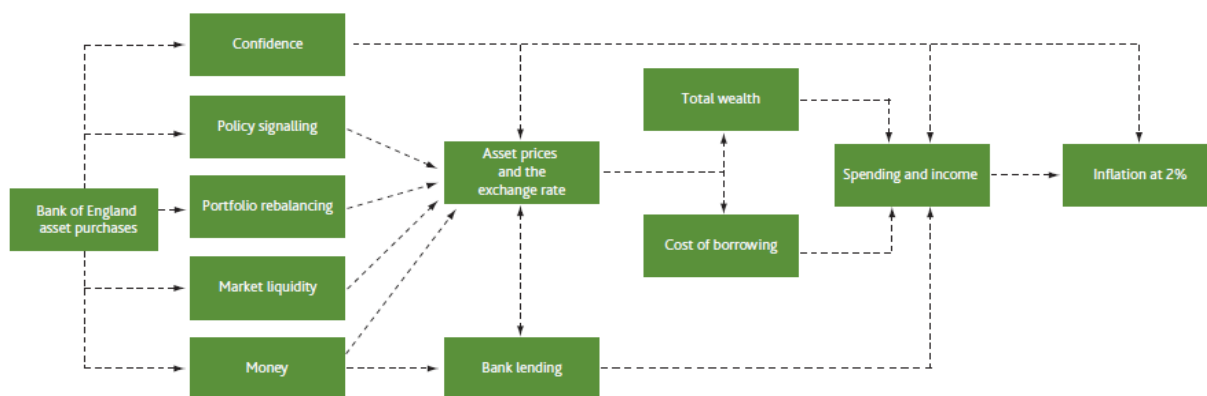 Confidence
Policy signalling
Portfolio rebalancing
Market liquidity
Money
Bank of England
asset purchases
Asset prices
and the
exchange rate
Bank lending
Total wealth
Cost of borrowing
Spending and income
Inflation at 2%